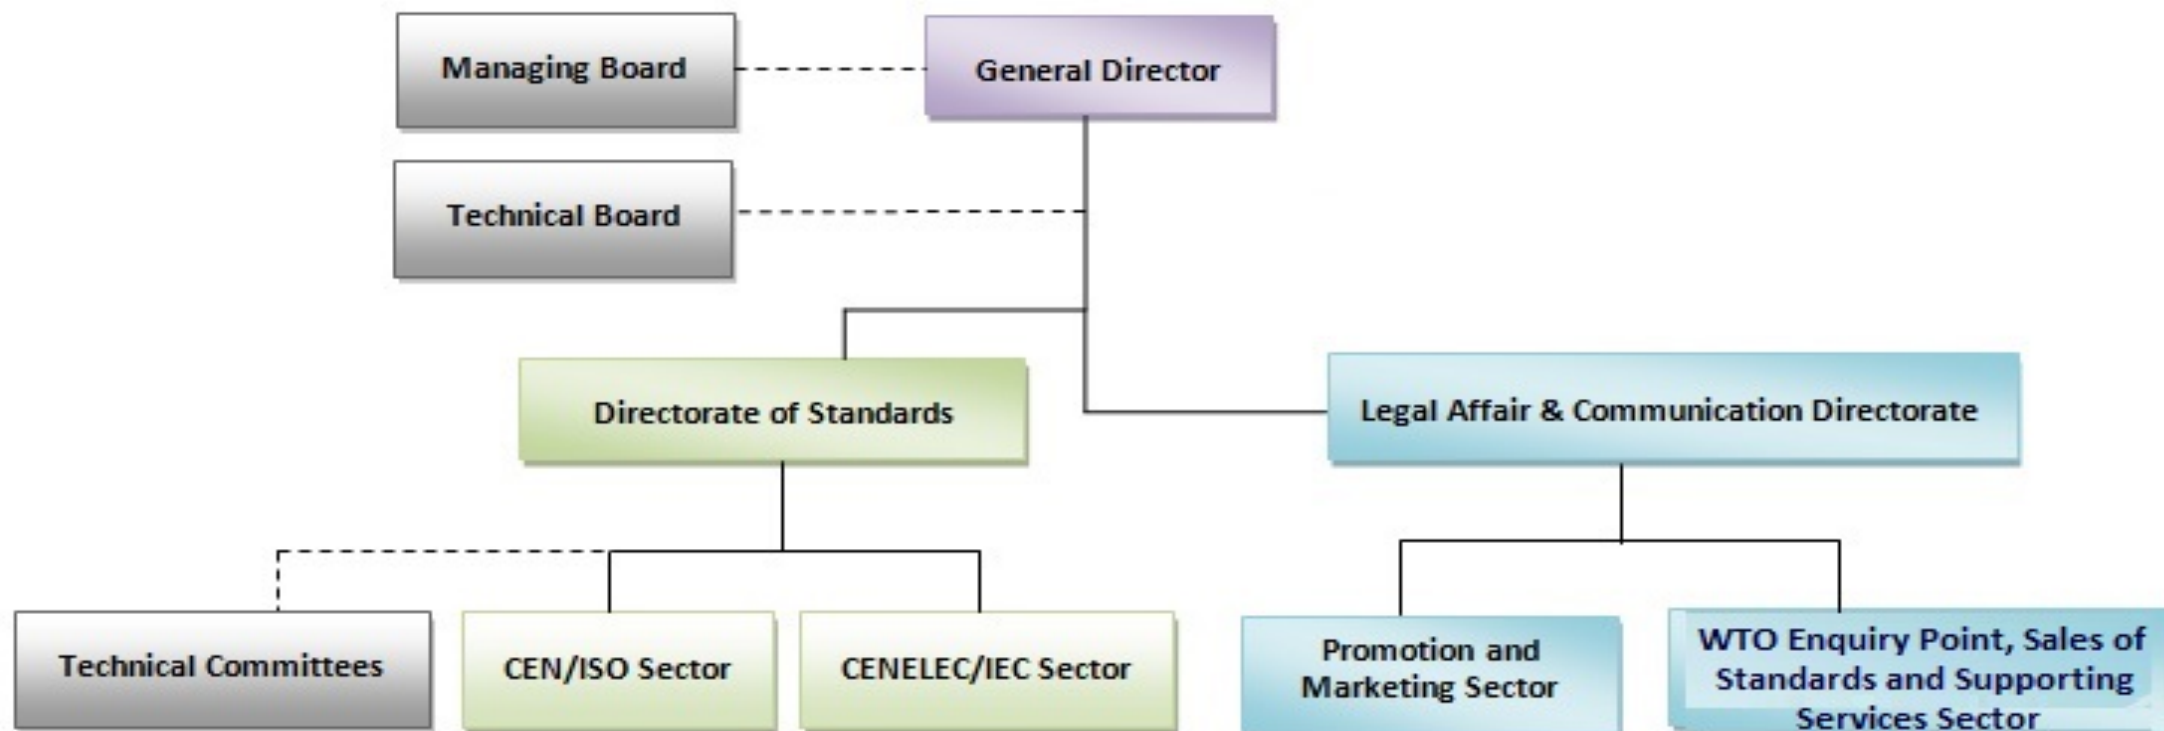 Managing Board
General Director
Technical Board
Directorate of Standards
Legal Affair & Communication Directorate
Technical Committees
CEN/ISO Sector
CENELEC/IEC Sector
Promotion and
Marketing Sector
WTO Enquiry Point, Sales of
Standards and Supporting
Services Sector